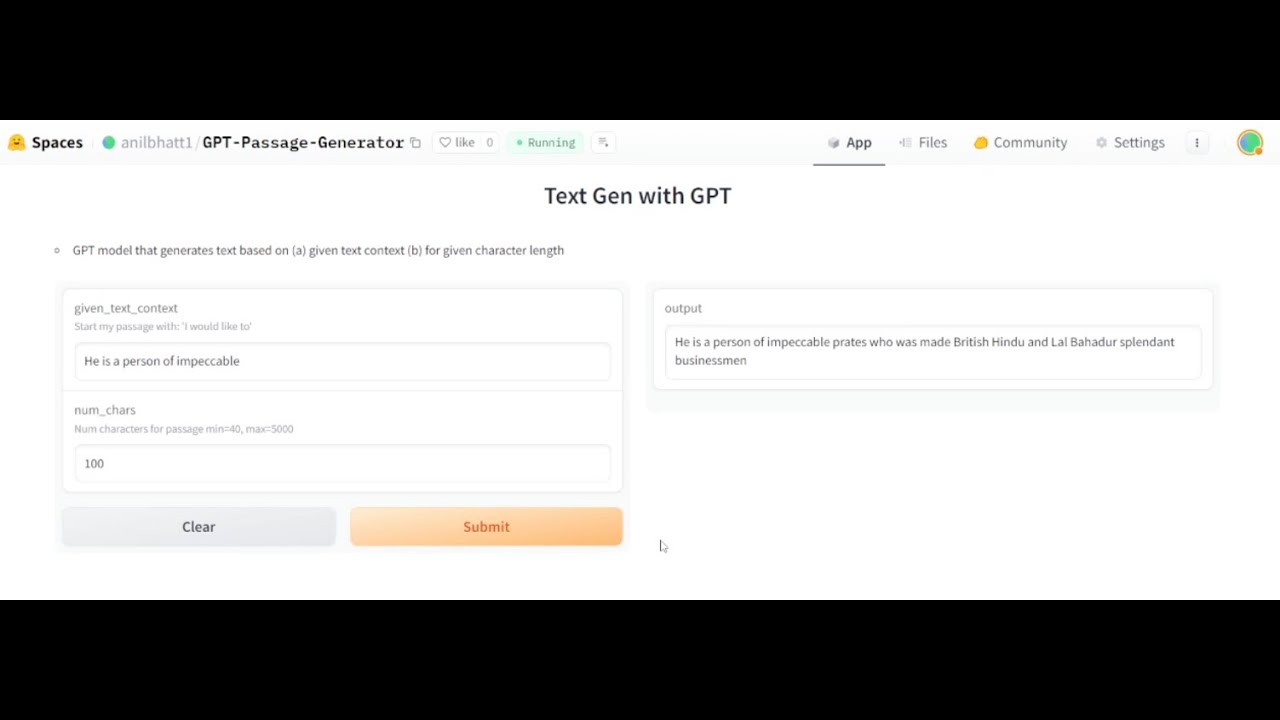 Spaces anilbhatt1/GPT-Passage-Generator like 0 Running App Files Community Settings
Text Gen with GPT
GPT model that generates text based on (a) given text context (b) for given character length
given_text_context
Start my passage with: 'I would like to'
He is a person of impeccable
num_chars
Num characters for passage min=40, max=5000
100
Clear Submit
output
He is a person of impeccable prates who was made British Hindu and Lal Bahadur splendant
businessmen